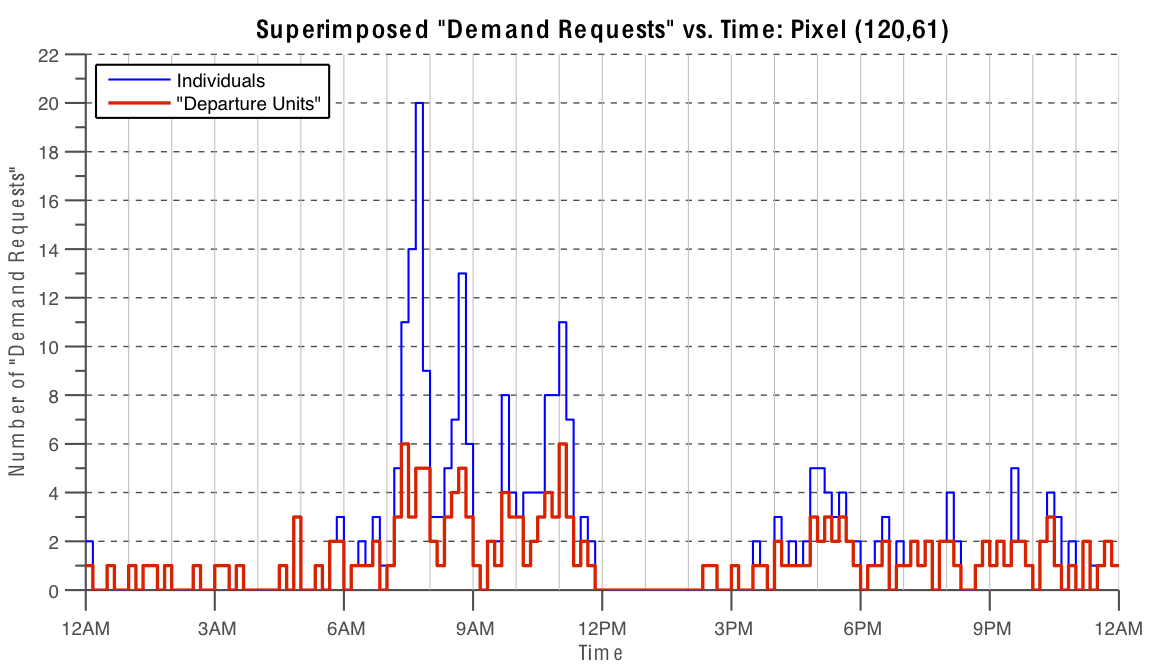 Superimposed "Demand Requests" vs. Time: Pixel (120,61)
Individuals
"Departure Units"
Number of "Demand Requests"
22
20
18
16
14
12
10
8
6
4
2
0
12AM 3AM 6AM 9AM 12PM 3PM 6PM 9PM 12AM
Time